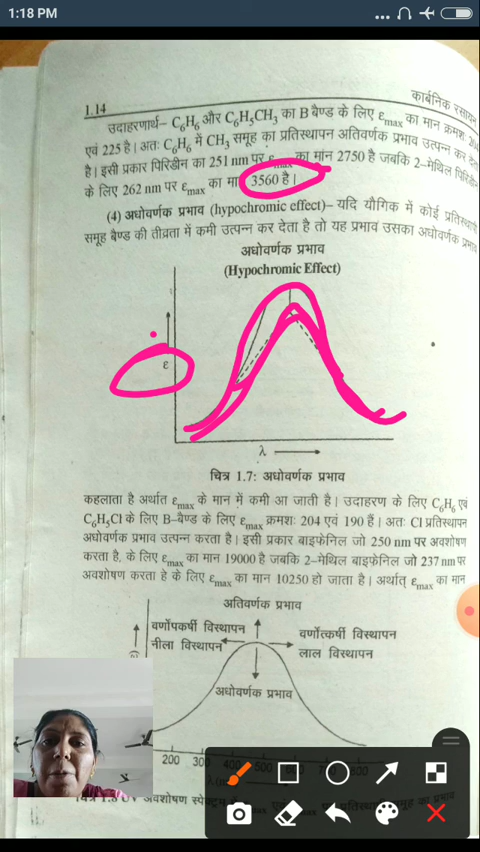 1:18 PM
1.14
कार्बनिक रसायन
उदाहरणार्थ– C₆H₆ और C₆H₅CH₃ का B बैण्ड के लिए εmax का मान क्रमशः 204
एवं 225 है। अतः C₆H₆ में CH₃ समूह का प्रतिस्थापन अतिवर्णक प्रभाव उत्पन्न कर देता
है। इसी प्रकार पिरिडीन का 251 nm पर εmax का मान 2750 है जबकि 2–मेथिल पिरिडीन
के लिए 262 nm पर εmax का मान 3560 है।
(4) अधोवर्णक प्रभाव (hypochromic effect)– यदि यौगिक में कोई प्रतिस्थापी
समूह बैण्ड की तीव्रता में कमी उत्पन्न कर देता है तो यह प्रभाव उसका अधोवर्णक प्रभाव
अधोवर्णक प्रभाव
(Hypochromic Effect)
ε
λ
चित्र 1.7: अधोवर्णक प्रभाव
कहलाता है अर्थात् εmax के मान में कमी आ जाती है। उदाहरण के लिए C₆H₆ एवं
C₆H₅Cl के लिए B–बैण्ड के लिए εmax क्रमशः 204 एवं 190 हैं। अतः Cl प्रतिस्थापन
अधोवर्णक प्रभाव उत्पन्न करता है। इसी प्रकार बाइफेनिल जो 250 nm पर अवशोषण
करता है, के लिए εmax का मान 19000 है जबकि 2–मेथिल बाइफेनिल जो 237 nm पर
अवशोषण करता हे के लिए εmax का मान 10250 हो जाता है। अर्थात् εmax का मान
अतिवर्णक प्रभाव
वर्णोपकर्षी विस्थापन
नीला विस्थापन
वर्णोत्कर्षी विस्थापन
लाल विस्थापन
अधोवर्णक प्रभाव
200 300